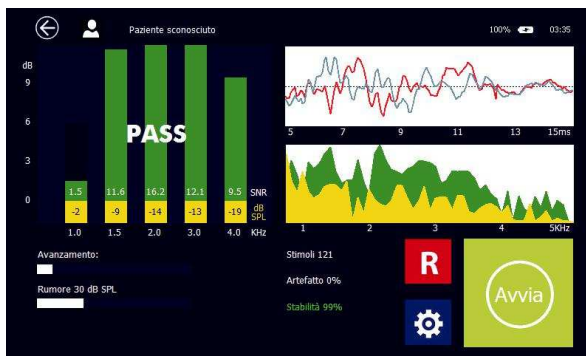 Paziente sconosciuto
100%
03:35
dB
9
6
3
0
PASS
1.5 11.6 16.2 12.1 9.5 SNR
-2 -9 -14 -13 -19 dB SPL
1.0 1.5 2.0 3.0 4.0 KHz
5 7 9 11 13 15ms
1 2 3 4 5KHz
Avanzamento:
Rumore 30 dB SPL
Stimoli 121
Artefatto 0%
Stabilità 99%
R
Avvia